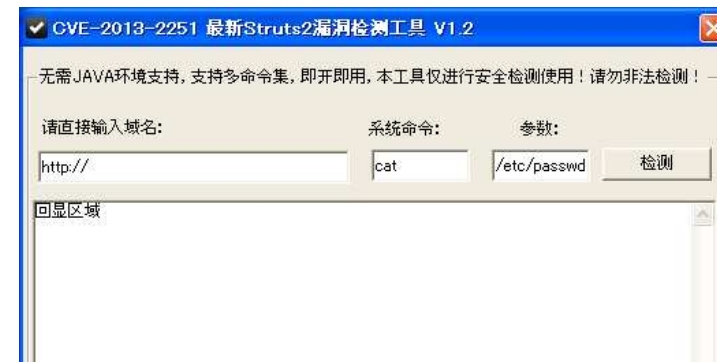 CVE-2013-2251 最新Struts2漏洞检测工具 V1.2
无需JAVA环境支持,支持多命令集,即开即用,本工具仅进行安全检测使用!请勿非法检测!
请直接输入域名: 系统命令: 参数:
http:// cat /etc/passwd 检测
回显区域